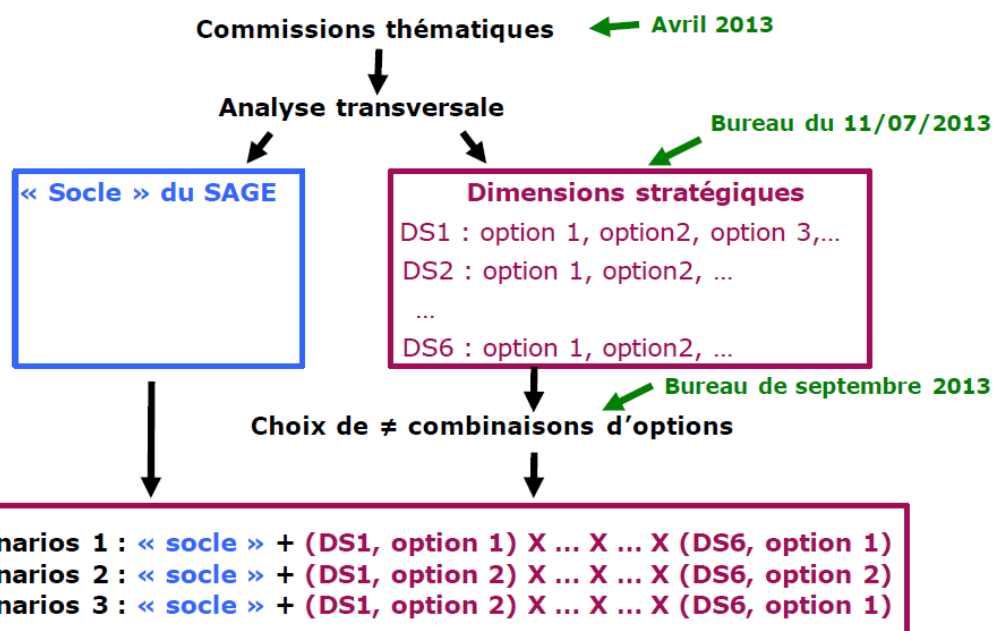 Commissions thématiques
Avril 2013
Analyse transversale
Bureau du 11/07/2013
« Socle » du SAGE
Dimensions stratégiques
DS1 : option 1, option2, option 3,...
DS2 : option 1, option2, ...
...
DS6 : option 1, option2, ...
Bureau de septembre 2013
Choix de ≠ combinaisons d'options
narios 1 : « socle » + (DS1, option 1) X ... X ... X (DS6, option 1)
narios 2 : « socle » + (DS1, option 2) X ... X ... X (DS6, option 2)
narios 3 : « socle » + (DS1, option 2) X ... X ... X (DS6, option 1)